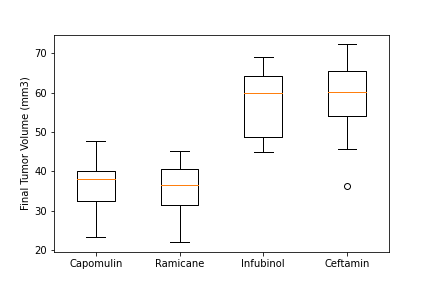 Final Tumor Volume (mm3)
70
60
50
40
30
20
Capomulin
Ramicane
Infubinol
Ceftamin